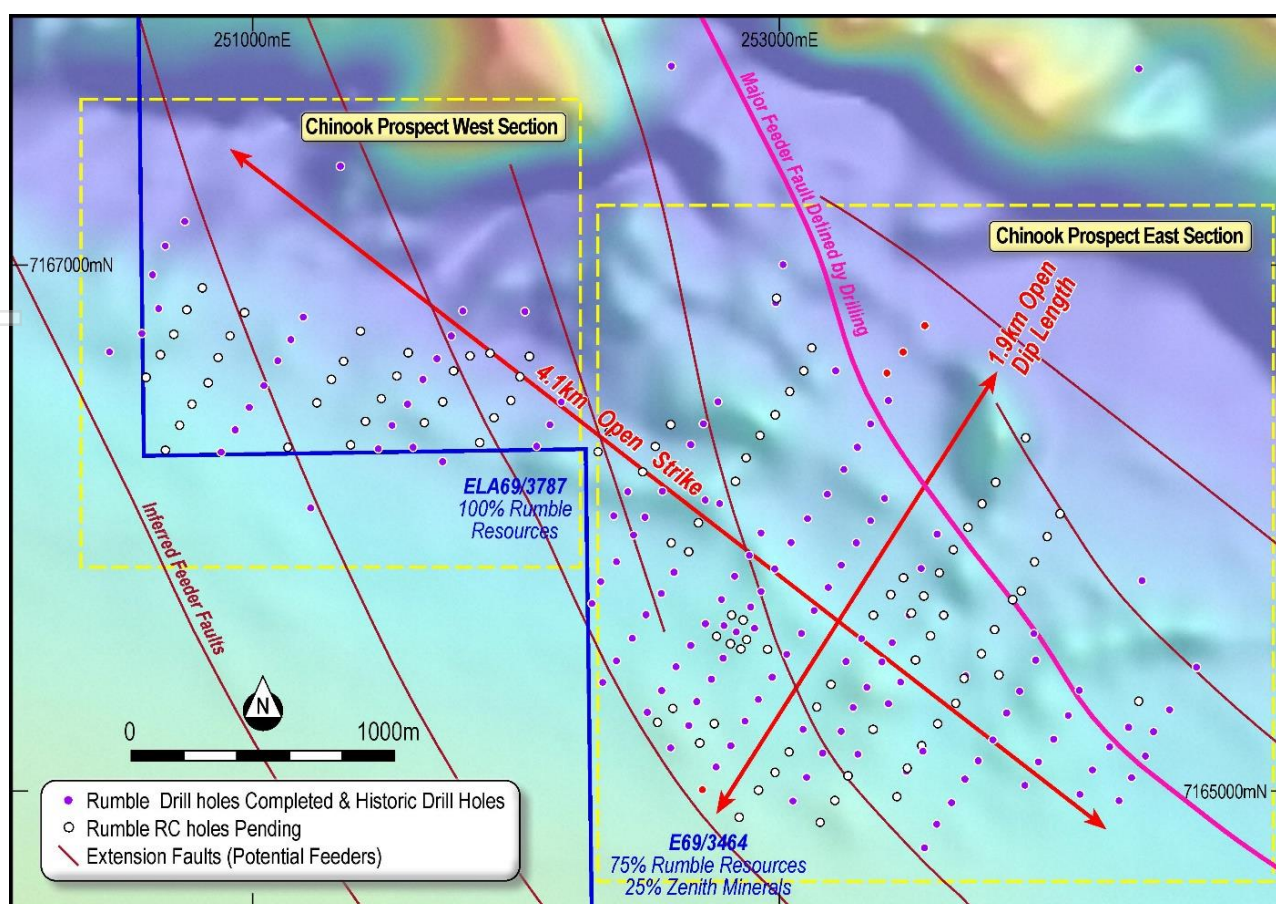 251000mE
253000mE
Chinook Prospect West Section
Major Feeder Fault Defined by Drilling
Chinook Prospect East Section
7167000mN
1.9km Open
Dip Length
4.1km Open Strike
ELA69/3787
100% Rumble
Resources
Inferred Feeder Faults
N
0
1000m
7165000mN
Rumble Drill holes Completed & Historic Drill Holes
Rumble RC holes Pending
Extension Faults (Potential Feeders)
E69/3464
75% Rumble Resources
25% Zenith Minerals